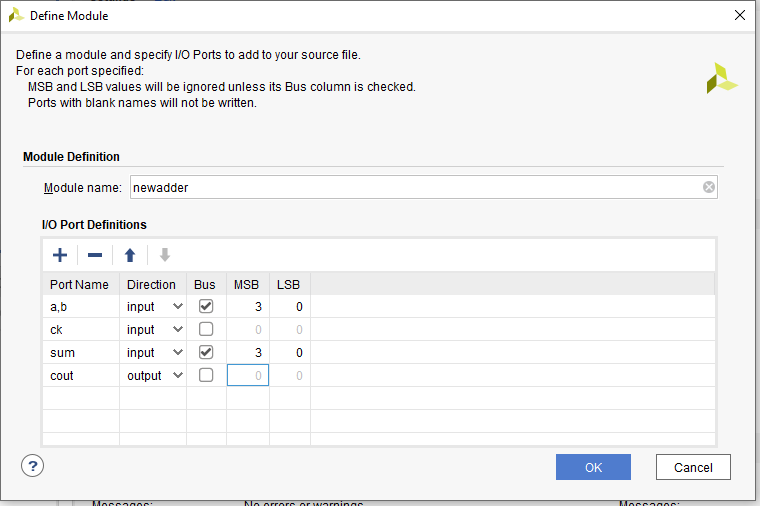 Define Module
Define a module and specify I/O Ports to add to your source file.
For each port specified:
MSB and LSB values will be ignored unless its Bus column is checked.
Ports with blank names will not be written.
Module Definition
Module name: newadder
I/O Port Definitions
Port Name Direction Bus MSB LSB
a,b input 3 0
ck input 0 0
sum input 3 0
cout output 0 0
?
OK Cancel
Messages: No errors or warnings Messages: